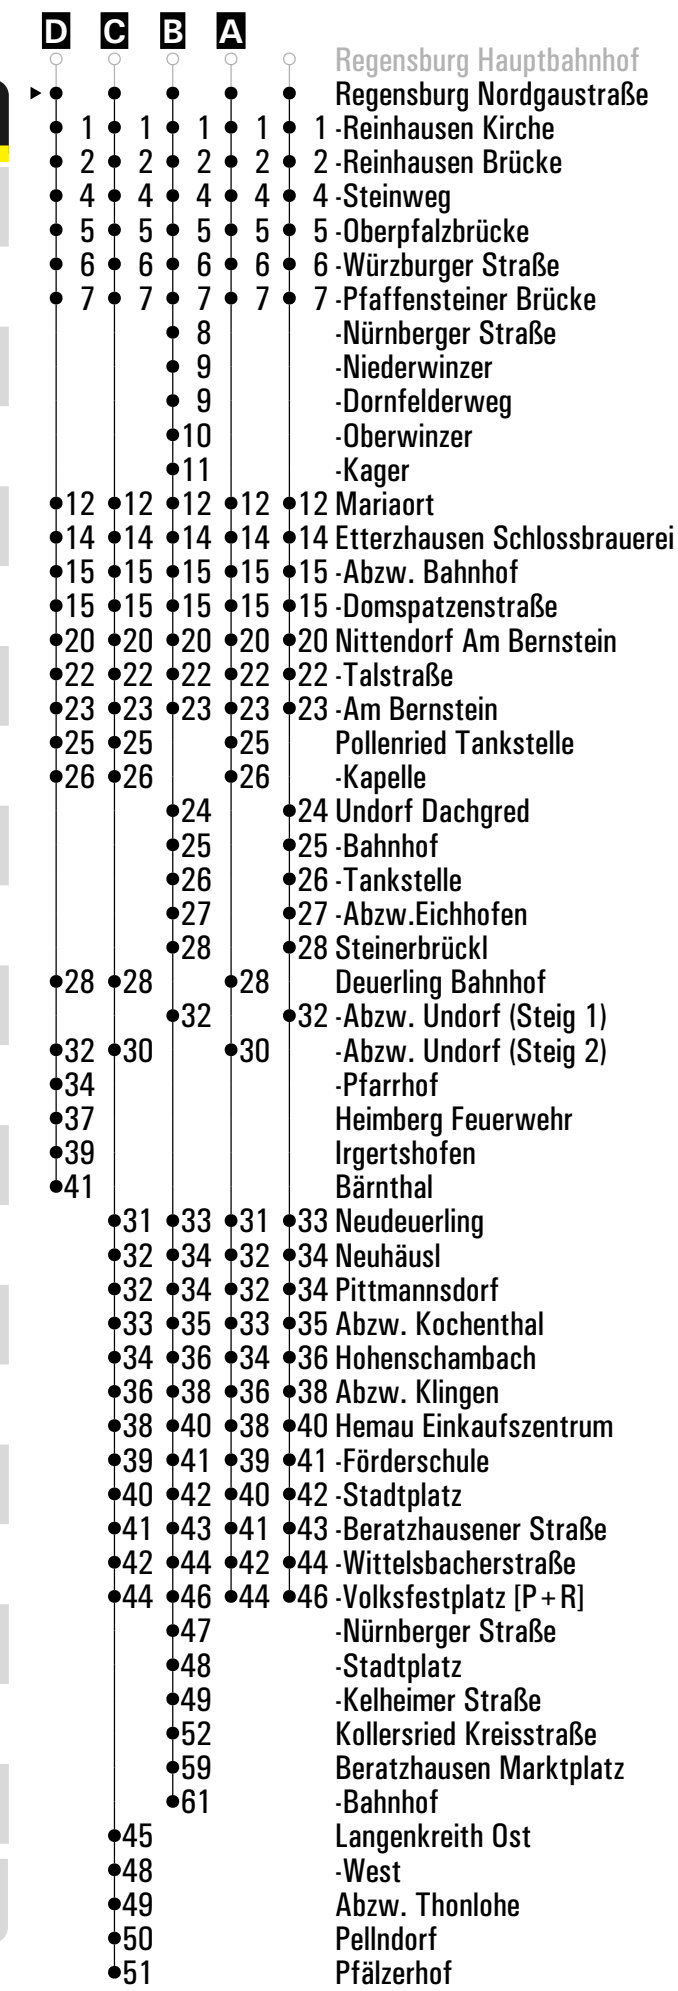 D C B A
Regensburg Hauptbahnhof
Regensburg Nordgaustraße
1 1 1 1 1 -Reinhausen Kirche
2 2 2 2 2 -Reinhausen Brücke
4 4 4 4 4 -Steinweg
5 5 5 5 5 -Oberpfalzbrücke
6 6 6 6 6 -Würzburger Straße
7 7 7 7 7 -Pfaffensteiner Brücke
8 -Nürnberger Straße
9 -Niederwinzer
9 -Dornfelderweg
10 -Oberwinzer
11 -Kager
12 12 12 12 12 Mariaort
14 14 14 14 14 Etterzhausen Schlossbrauerei
15 15 15 15 15 -Abzw. Bahnhof
15 15 15 15 15 -Domspatzenstraße
20 20 20 20 20 Nittendorf Am Bernstein
22 22 22 22 22 -Talstraße
23 23 23 23 23 -Am Bernstein
25 25 25 Pollenried Tankstelle
26 26 26 -Kapelle
24 24 Undorf Dachgred
25 25 -Bahnhof
26 26 -Tankstelle
27 27 -Abzw.Eichhofen
28 28 Steinerbrückl
28 28 28 Deuerling Bahnhof
32 32 -Abzw. Undorf (Steig 1)
32 30 30 -Abzw. Undorf (Steig 2)
34 -Pfarrhof
37 Heimberg Feuerwehr
39 Irgertshofen
41 Bärnthal
31 33 31 33 Neudeuerling
32 34 32 34 Neuhäusl
32 34 32 34 Pittmannsdorf
33 35 33 35 Abzw. Kochenthal
34 36 34 36 Hohenschambach
36 38 36 38 Abzw. Klingen
38 40 38 40 Hemau Einkaufszentrum
39 41 39 41 -Förderschule
40 42 40 42 -Stadtplatz
41 43 41 43 -Beratzhausener Straße
42 44 42 44 -Wittelsbacherstraße
44 46 44 46 -Volksfestplatz [P+R]
47 -Nürnberger Straße
48 -Stadtplatz
49 -Kelheimer Straße
52 Kollersried Kreisstraße
59 Beratzhausen Marktplatz
61 -Bahnhof
45 Langenkreith Ost
48 -West
49 Abzw. Thonlohe
50 Pellndorf
51 Pfälzerhof